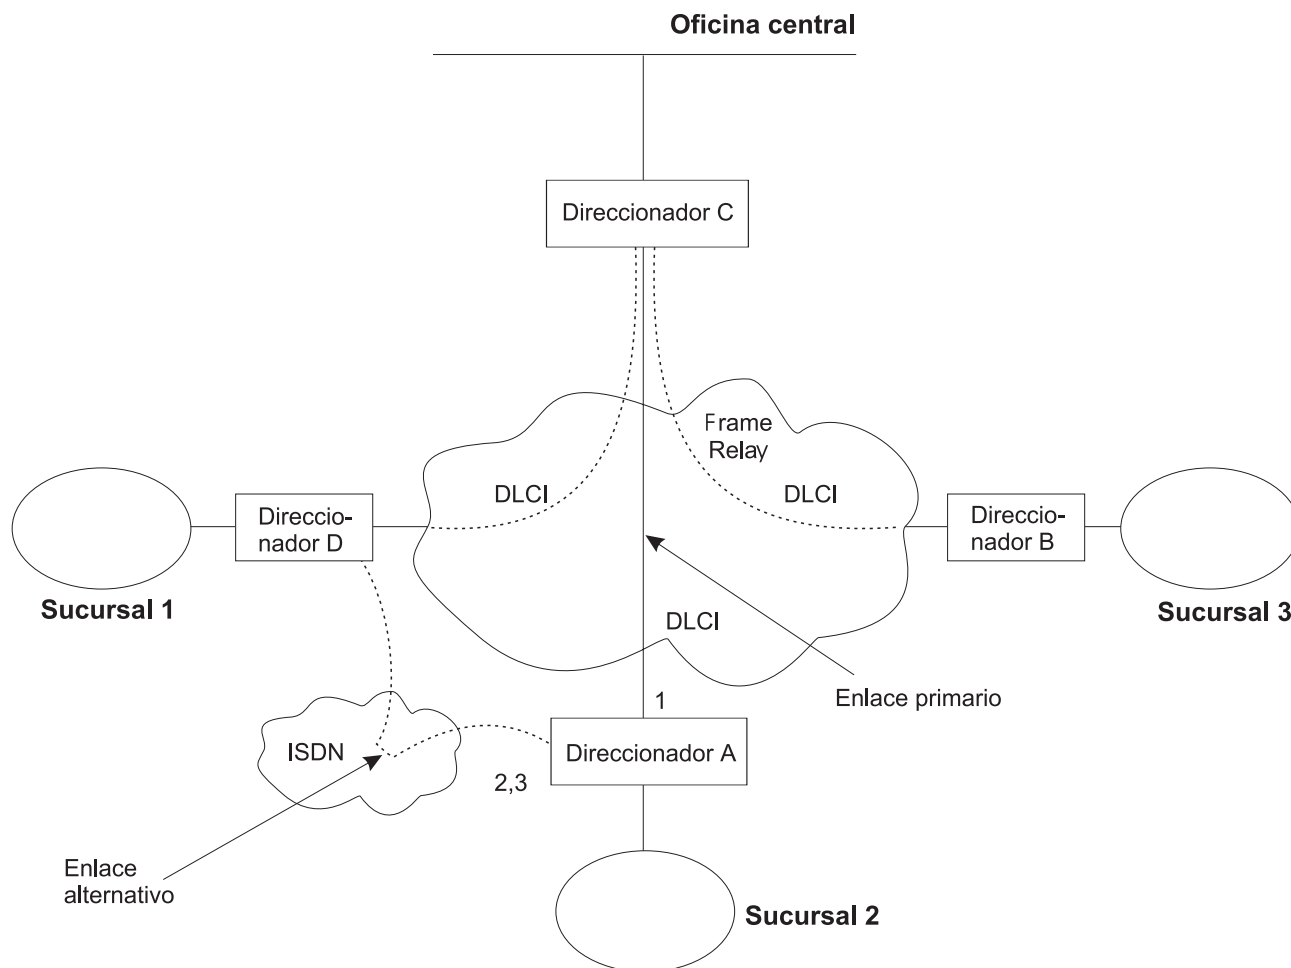 Oficina central
Direccionador C
Frame
Relay
DLCI
DLCI
Direccio-
nador D
Direccio-
nador B
Sucursal 1
Sucursal 3
DLCI
1
Enlace primario
ISDN
Direccionador A
2,3
Enlace
alternativo
Sucursal 2